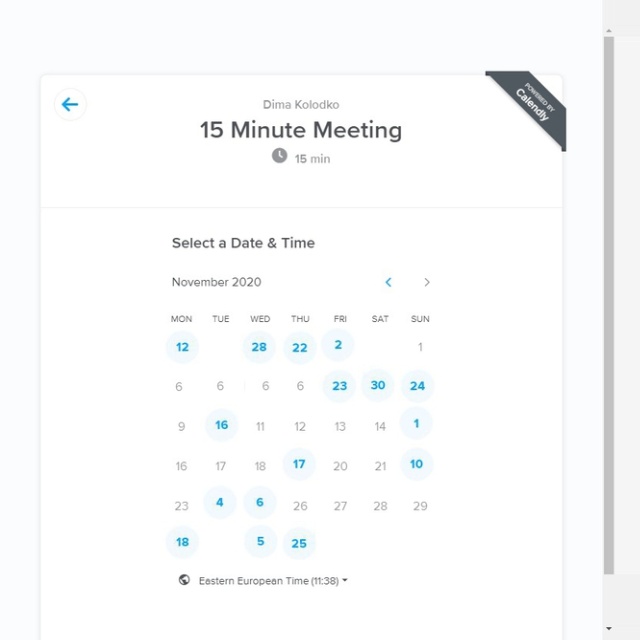 POWERED BY
Calendly
Dima Kolodko
15 Minute Meeting
15 min
Select a Date & Time
November 2020
MON TUE WED THU FRI SAT SUN
12 28 22 2 1
6 6 6 6 23 30 24
9 16 11 12 13 14 1
16 17 18 17 20 21 10
23 4 6 26 27 28 29
18 5 25
Eastern European Time (11:38)